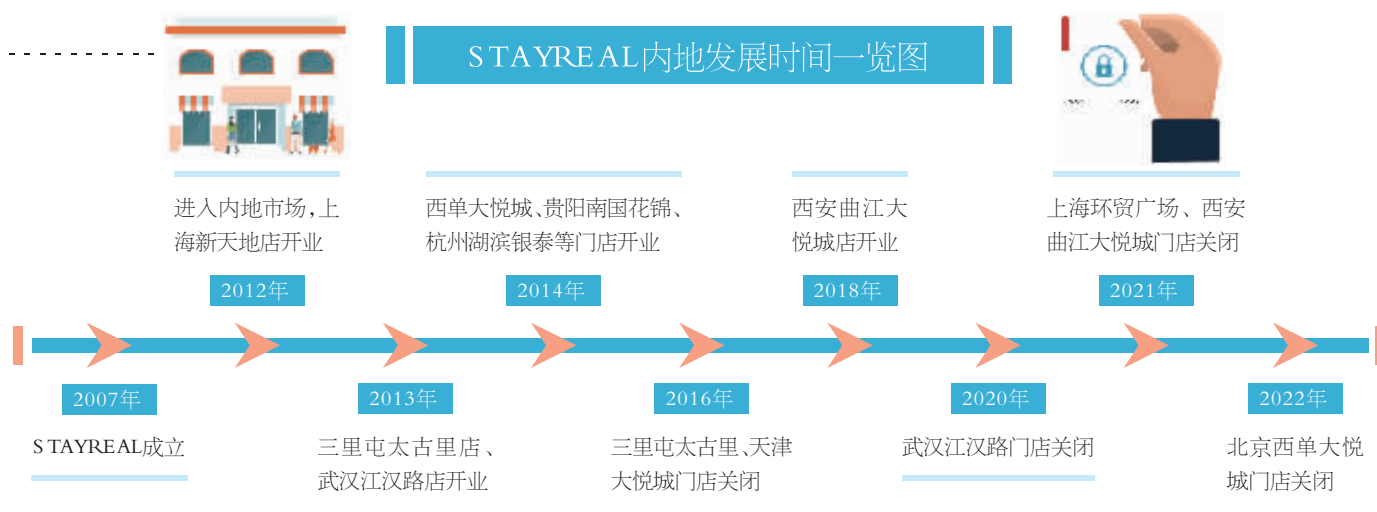 STAYREAL内地发展时间一览图
进入内地市场,上
海新天地店开业
2012年
西单大悦城、贵阳南国花锦、
杭州湖滨银泰等门店开业
2014年
西安曲江大
悦城店开业
2018年
上海环贸广场、西安
曲江大悦城门店关闭
2021年
2007年
STAYREAL成立
2013年
三里屯太古里店、
武汉江汉路店开业
2016年
三里屯太古里、天津
大悦城门店关闭
2020年
武汉江汉路门店关闭
2022年
北京西单大悦
城门店关闭